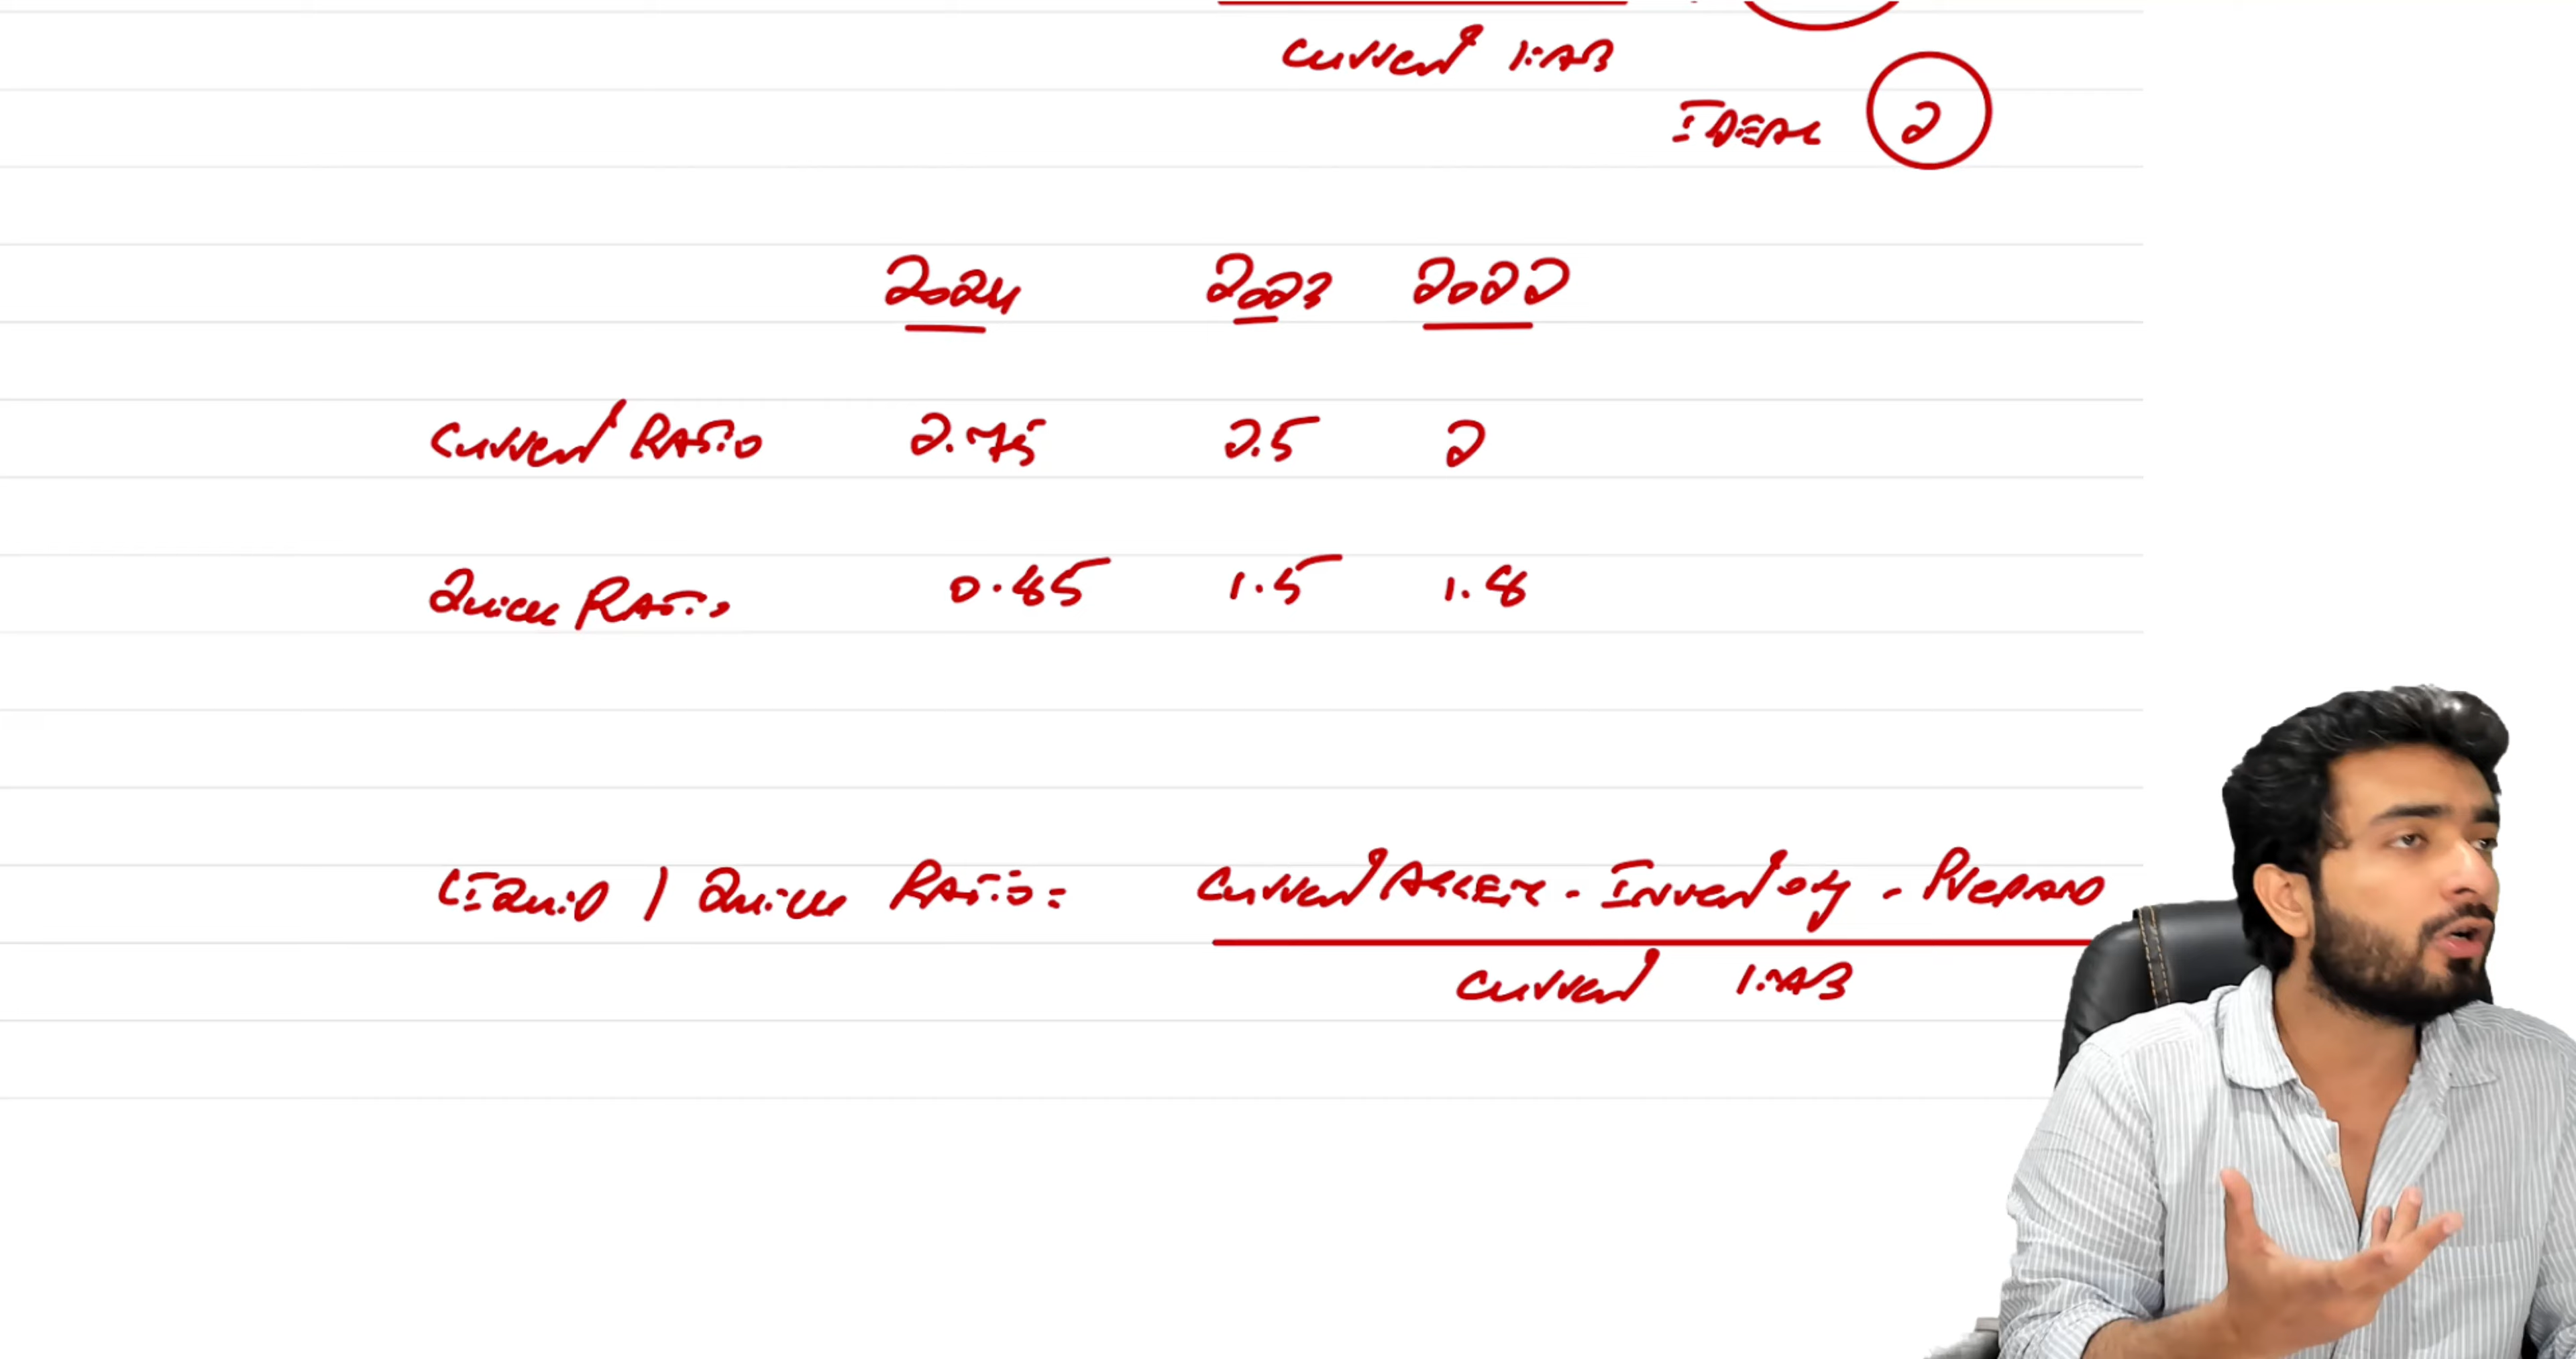 Current liAB
IDEAL 2
2024 2023 2022
Current RATio 2.75 2.5 2
Quick RATio 0.85 1.5 1.8
LIQuiD / Quick RATio = Current ASSETS - Inventory - PrePAID
Current liAB